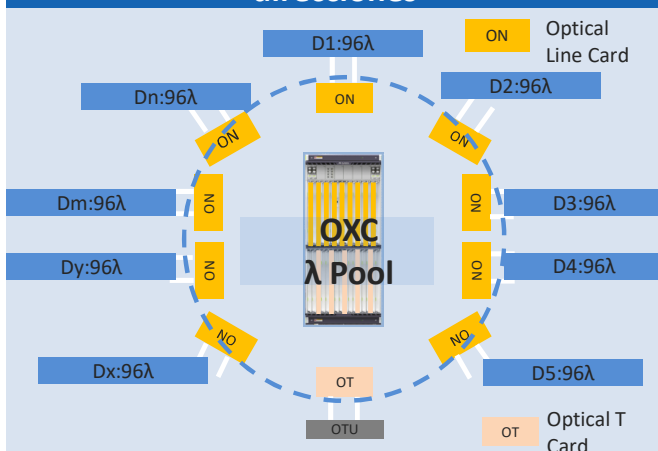 direcciones
D1:96λ
ON
Optical
Line Card
Dn:96λ
ON
D2:96λ
ON
ON
Dm:96λ
ON
D3:96λ
ON
OXC
λ Pool
Dy:96λ
ON
D4:96λ
ON
Dx:96λ
ON
D5:96λ
ON
OT
OTU
OT
Optical T
Card